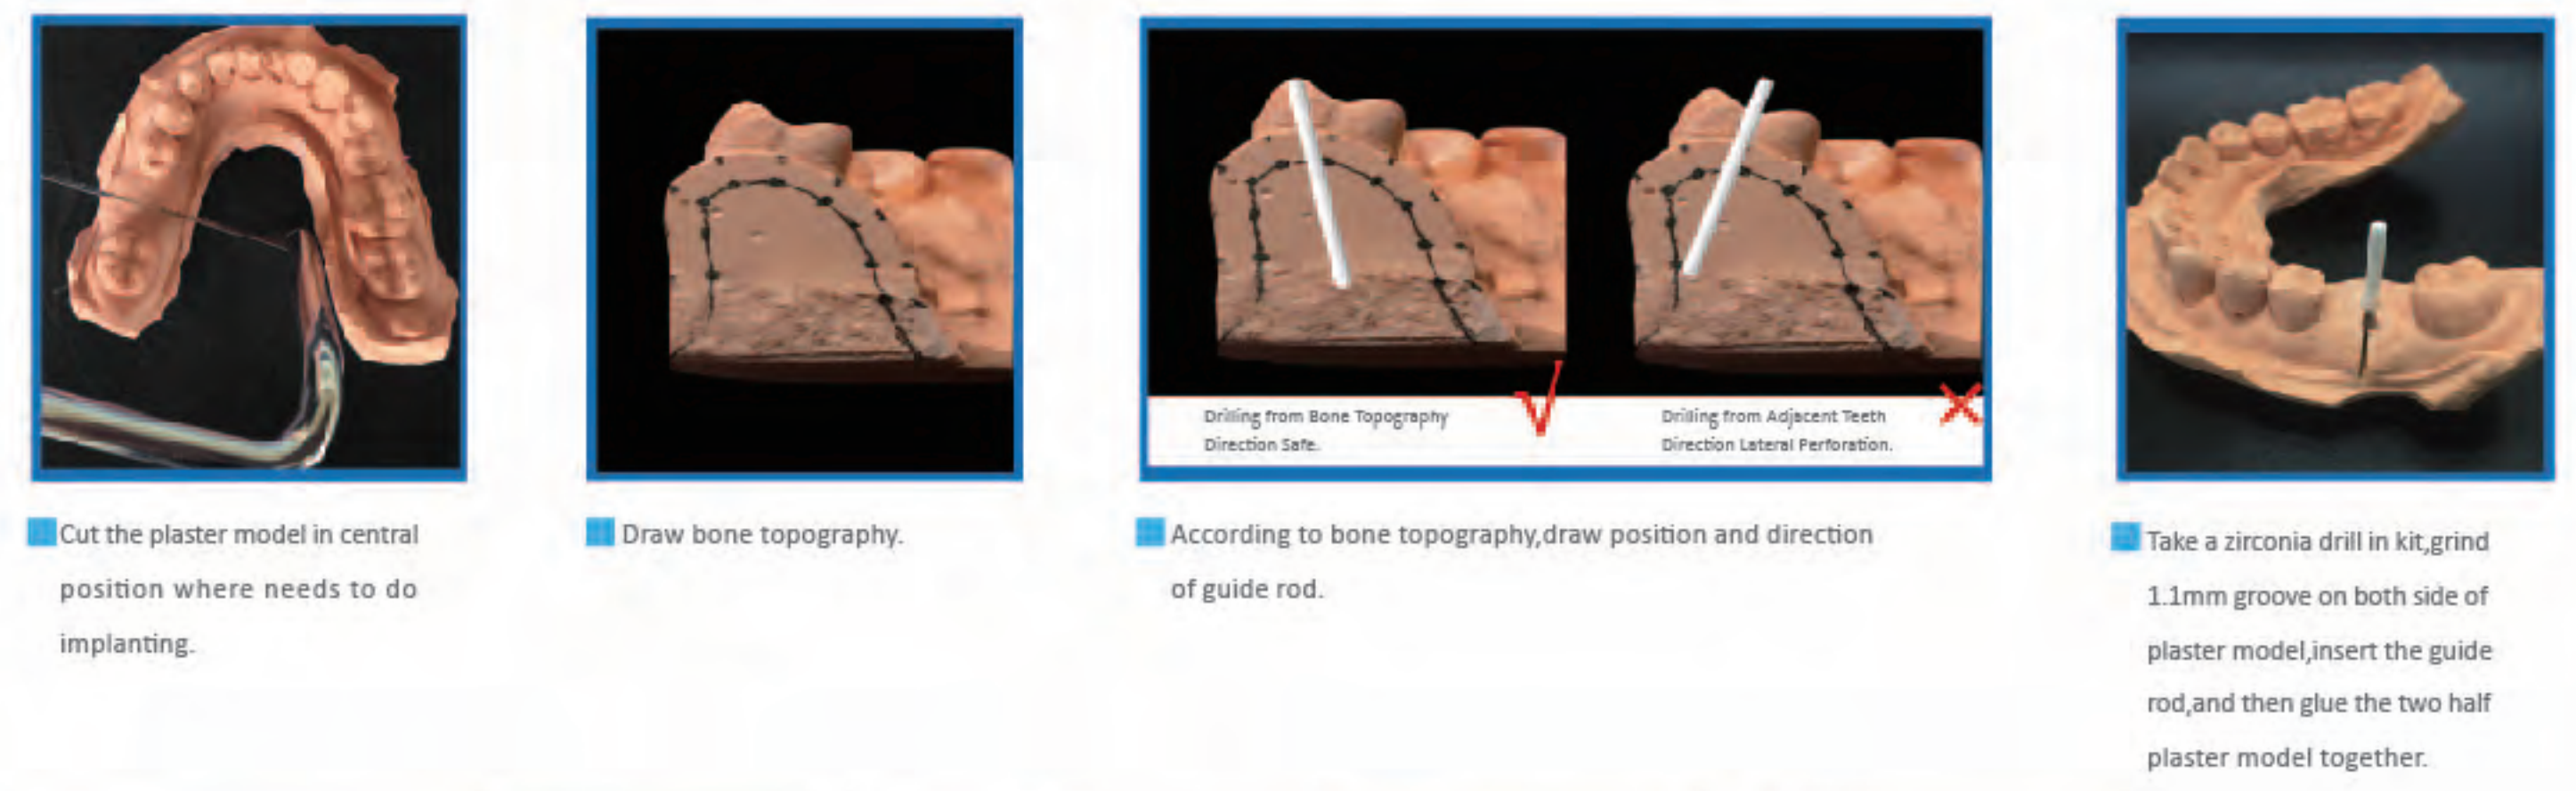 Drilling from Bone Topography
Direction Safe.
Drilling from Adjacent Teeth
Direction Lateral Perforation.
Cut the plaster model in central
position where needs to do
implanting.
Draw bone topography.
According to bone topography,draw position and direction
of guide rod.
Take a zirconia drill in kit,grind
1.1mm groove on both side of
plaster model,insert the guide
rod,and then glue the two half
plaster model together.